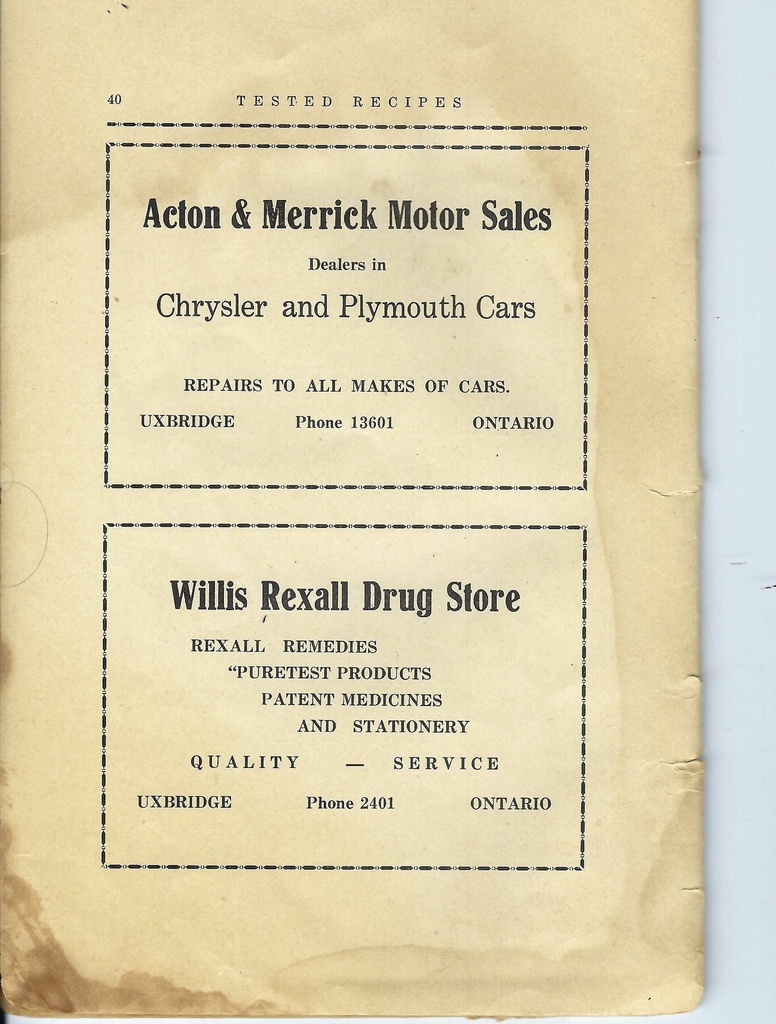 40 TESTED RECIPES
Acton & Merrick Motor Sales
Dealers in
Chrysler and Plymouth Cars
REPAIRS TO ALL MAKES OF CARS.
UXBRIDGE Phone 13601 ONTARIO
Willis Rexall Drug Store
REXALL REMEDIES
“PURETEST PRODUCTS
PATENT MEDICINES
AND STATIONERY
QUALITY — SERVICE
UXBRIDGE Phone 2401 ONTARIO